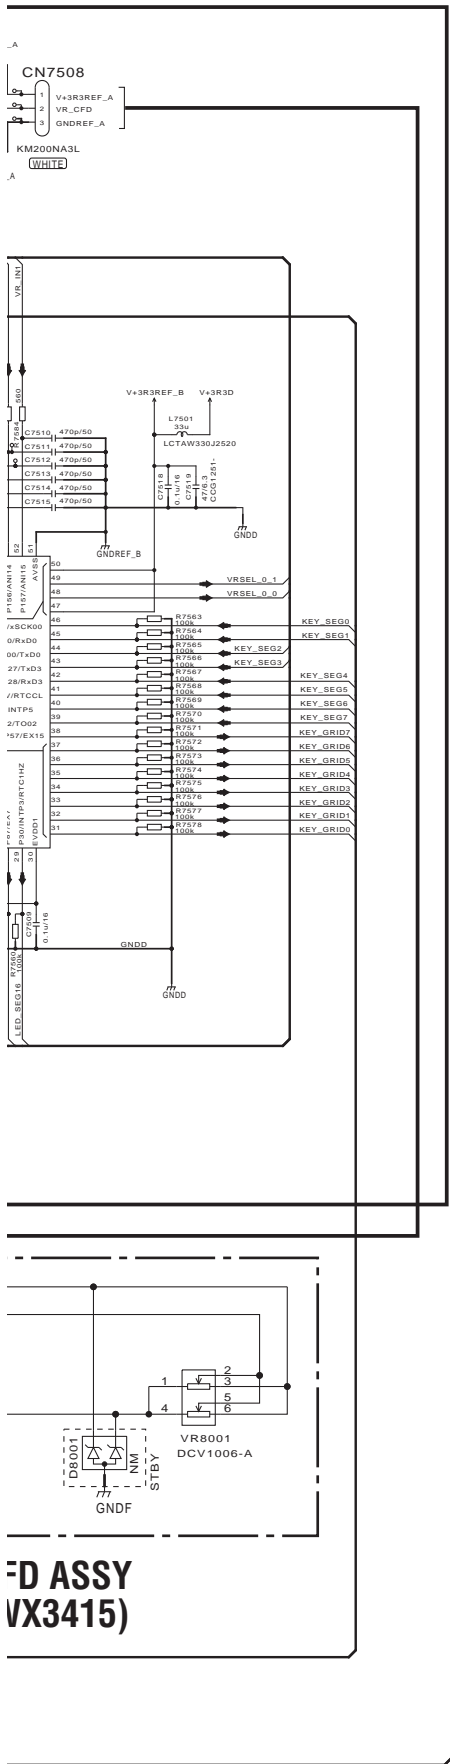 _A
CN7508
1 V+3R3REF_A
2 VR_CFD
3 GNDREF_A
KM200NA3L
WHITE
_A
VR_IN1
560
R7584
V+3R3REF_B V+3R3D
L7501
33u
LCTAW330J2520
C7510 470p/50
C7511 470p/50
C7512 470p/50
C7513 470p/50
C7514 470p/50
C7515 470p/50
C7518
0.1u/16
C7519
47/6.3
CCG1251-
GNDD
GNDREF_B
52
51
P156/ANI14
P157/ANI15
AVSS
50
49 VRSEL_0_1
48 VRSEL_0_0
47
/xSCK00 46 R7563 100k KEY_SEG0
0/RxD0 45 R7564 100k KEY_SEG1
00/TxD0 44 R7565 100k KEY_SEG2
27/TxD3 43 R7566 100k KEY_SEG3
28/RxD3 42 R7567 100k KEY_SEG4
/RTCCL 41 R7568 100k KEY_SEG5
INTP5 40 R7569 100k KEY_SEG6
2/TO02 39 R7570 100k KEY_SEG7
P57/EX15 38 R7571 100k KEY_GRID7
37 R7572 100k KEY_GRID6
36 R7573 100k KEY_GRID5
35 R7574 100k KEY_GRID4
34 R7575 100k KEY_GRID3
33 R7576 100k KEY_GRID2
32 R7577 100k KEY_GRID1
31 R7578 100k KEY_GRID0
P30/INTP3/RTC1HZ
EVDD1
29
30
C7509
0.1u/16
R7560
100k
GNDD
GNDD
LED_SEG16
1 2
3
4 5
6
VR8001
DCV1006-A
D8001
NM
STBY
GNDF
FD ASSY
VX3415)